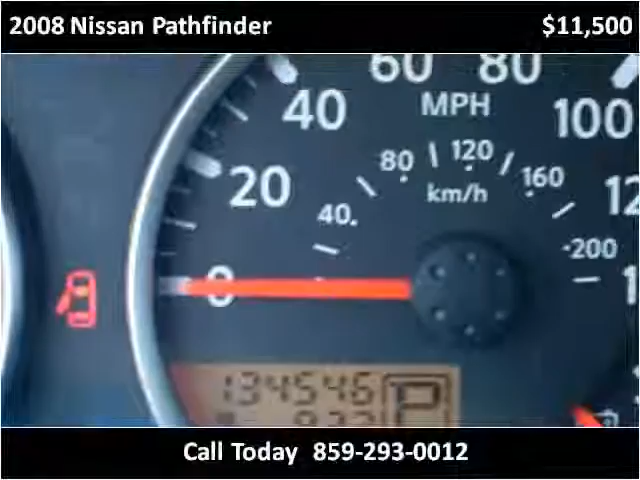 2008 Nissan Pathfinder $11,500
60 80
40 MPH 100
80 120 160
20 km/h
40
200
0
134546 P
Call Today 859-293-0012